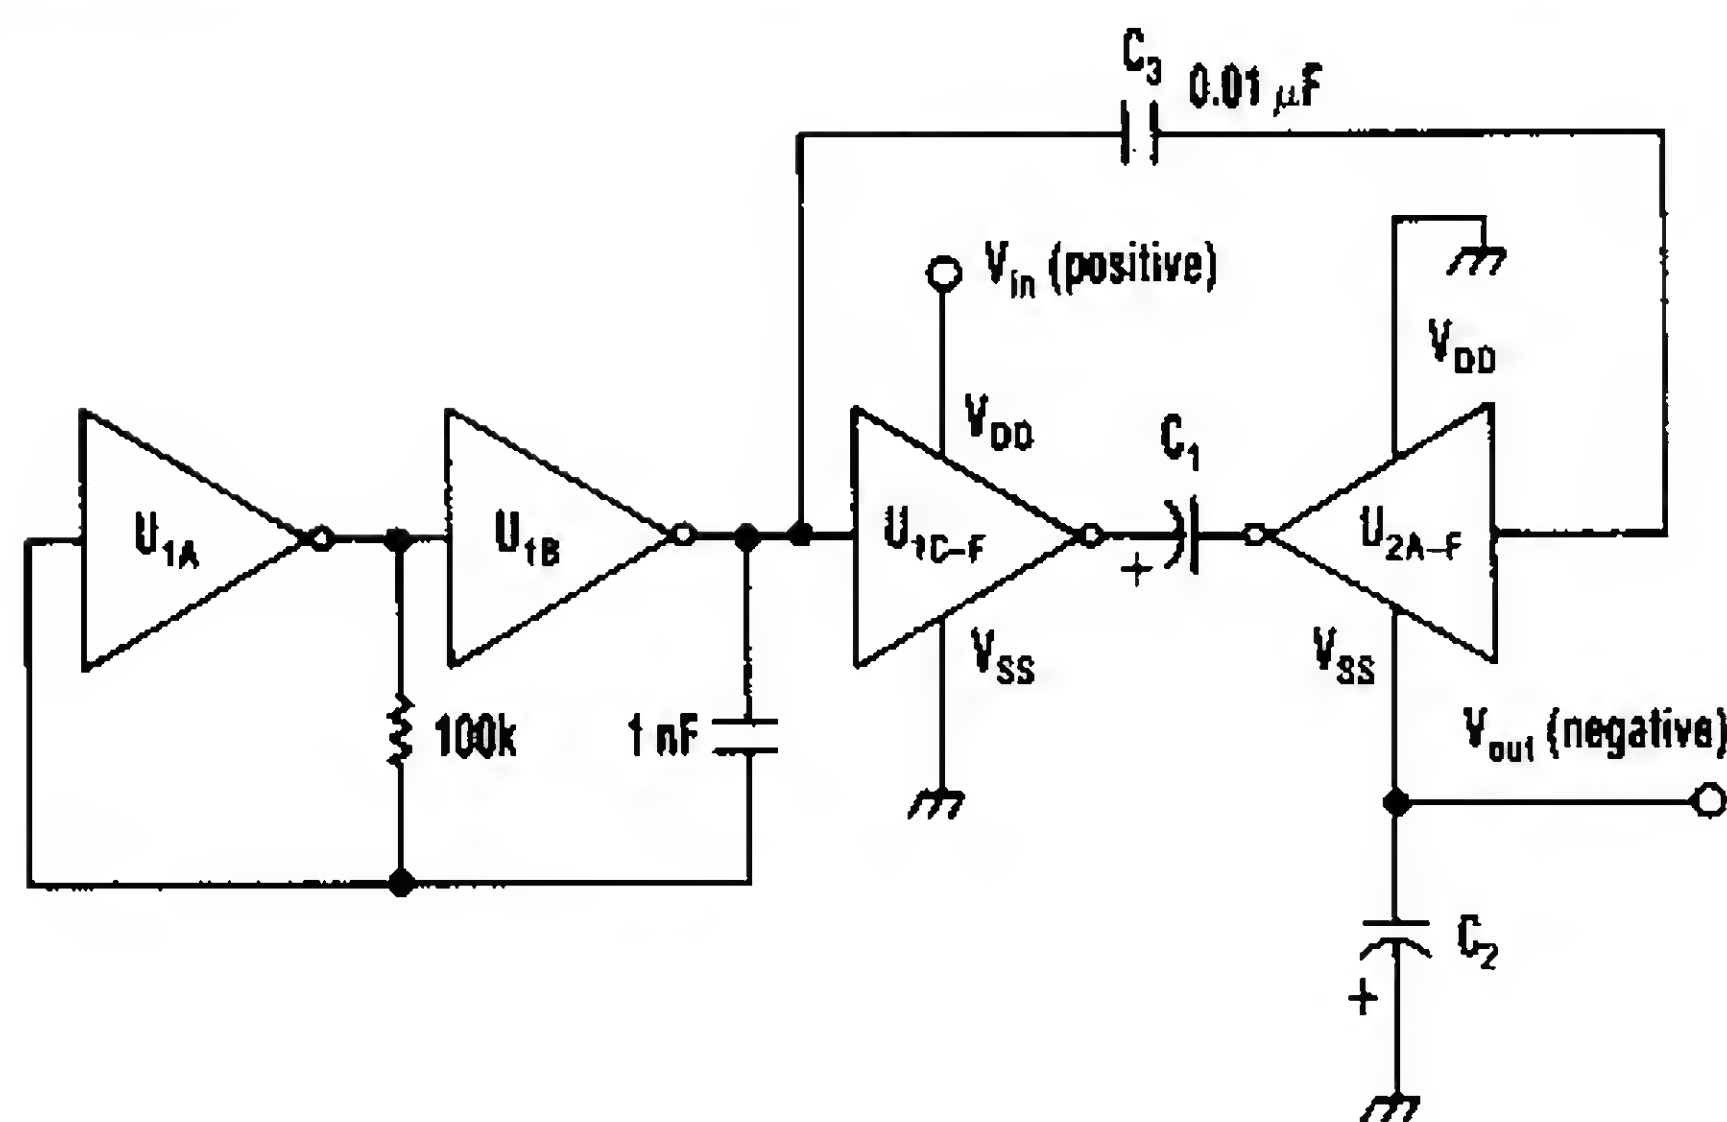 C3 0.01 µF
Vin (positive)
VDD
VDD
C1
U1A
U1B
U1C–F
U2A–F
+
VSS
VSS
100k
1 nF
Vout (negative)
C2
+